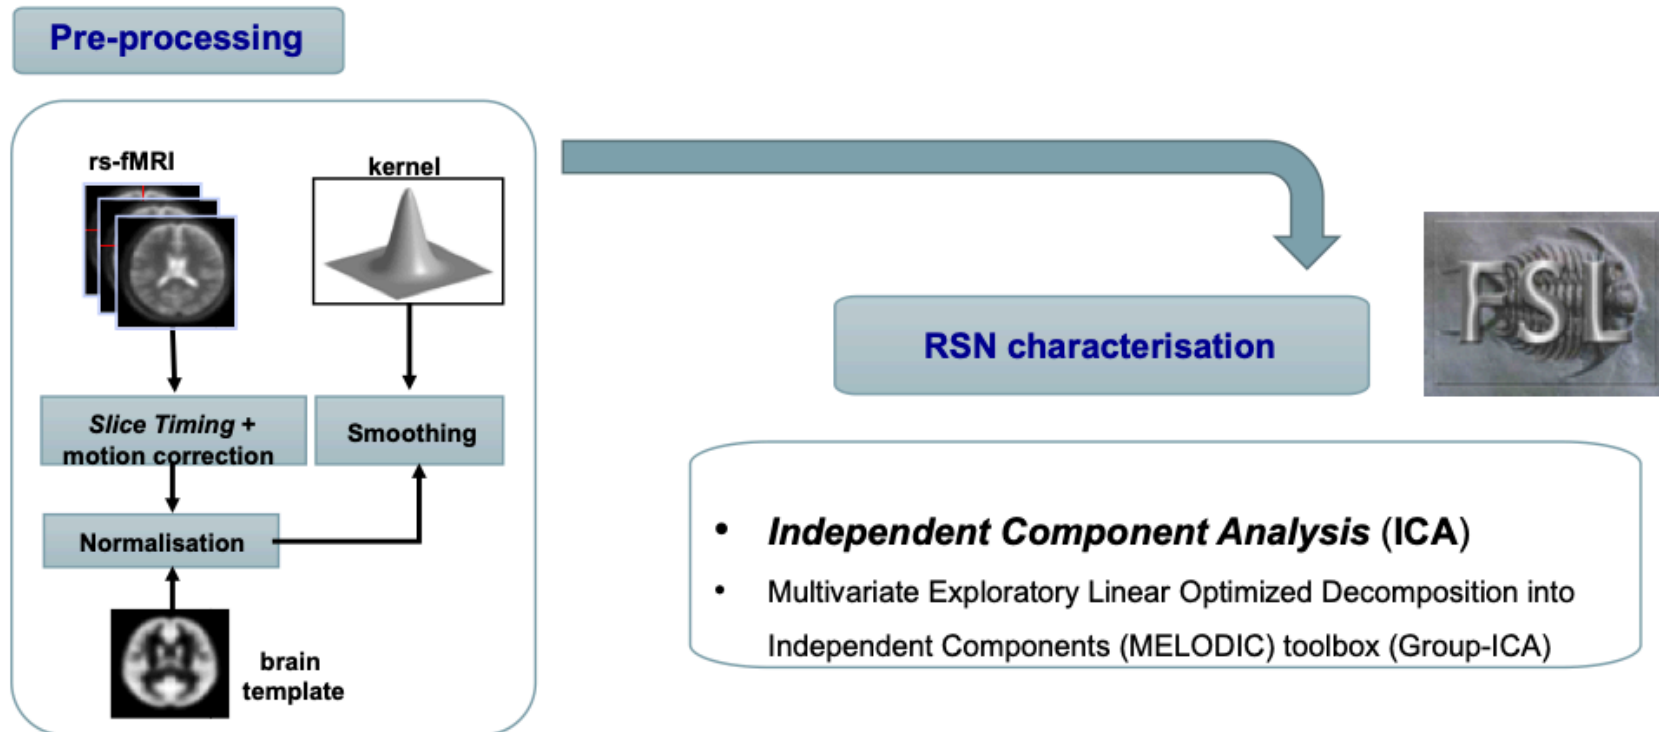 Pre-processing
rs-fMRI
kernel
Slice Timing +
motion correction
Smoothing
Normalisation
brain
template
RSN characterisation
FSL
• Independent Component Analysis (ICA)
• Multivariate Exploratory Linear Optimized Decomposition into
Independent Components (MELODIC) toolbox (Group-ICA)